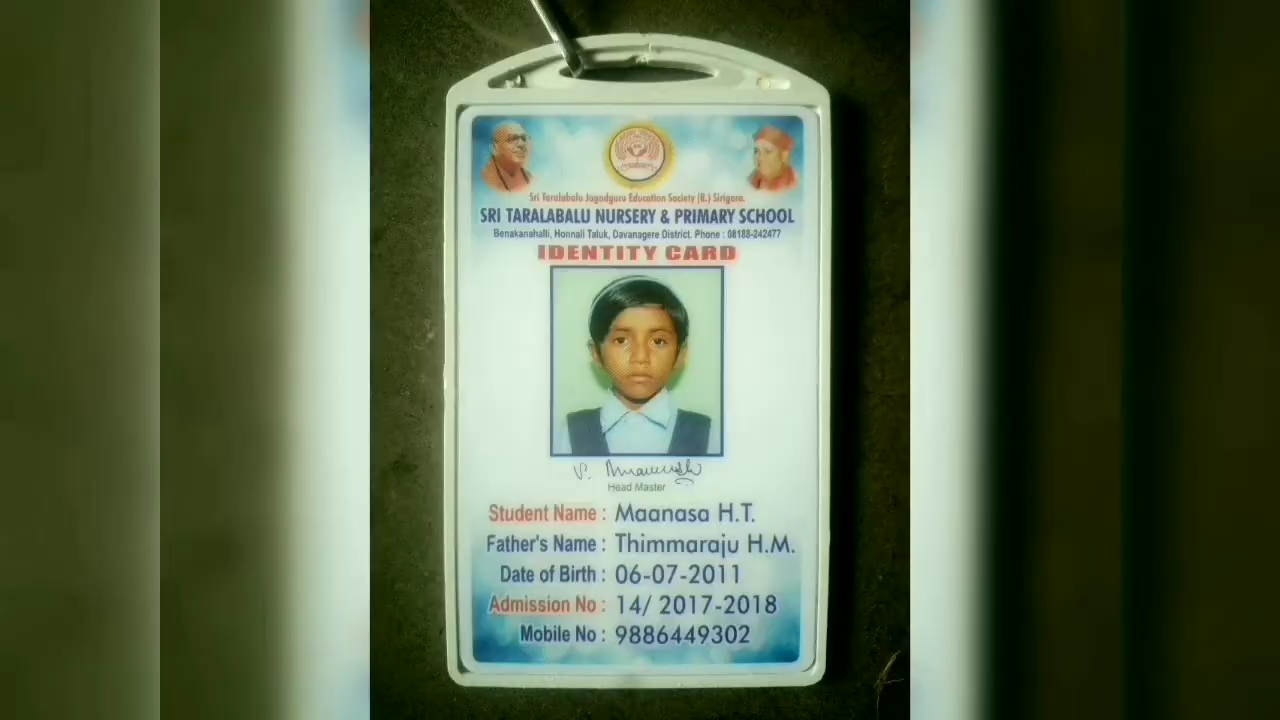 Sri Taralabalu Jagadguru Education Society (R.) Sirigere.
SRI TARALABALU NURSERY & PRIMARY SCHOOL
Benakanahalli, Honnali Taluk, Davanagere District. Phone : 08188-242477
IDENTITY CARD
Head Master
Student Name : Maanasa H.T.
Father's Name : Thimmaraju H.M.
Date of Birth : 06-07-2011
Admission No : 14/ 2017-2018
Mobile No : 9886449302